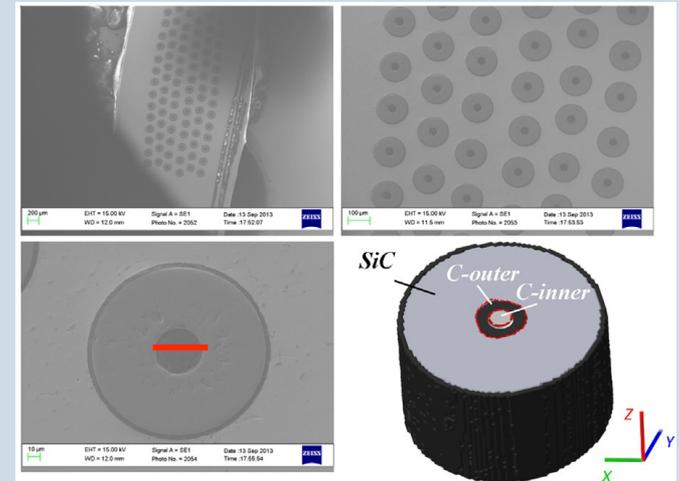 200 µm
EHT = 15.00 kV
WD = 12.0 mm
Signal A = SE1
Photo No. = 2052
Date :13 Sep 2013
Time :17:52:07
ZEISS
100 µm
EHT = 15.00 kV
WD = 11.5 mm
Signal A = SE1
Photo No. = 2053
Date :13 Sep 2013
Time :17:53:53
ZEISS
10 µm
EHT = 15.00 kV
WD = 12.0 mm
Signal A = SE1
Photo No. = 2054
Date :13 Sep 2013
Time :17:55:54
ZEISS
SiC
C-outer
C-inner
Z
Y
X